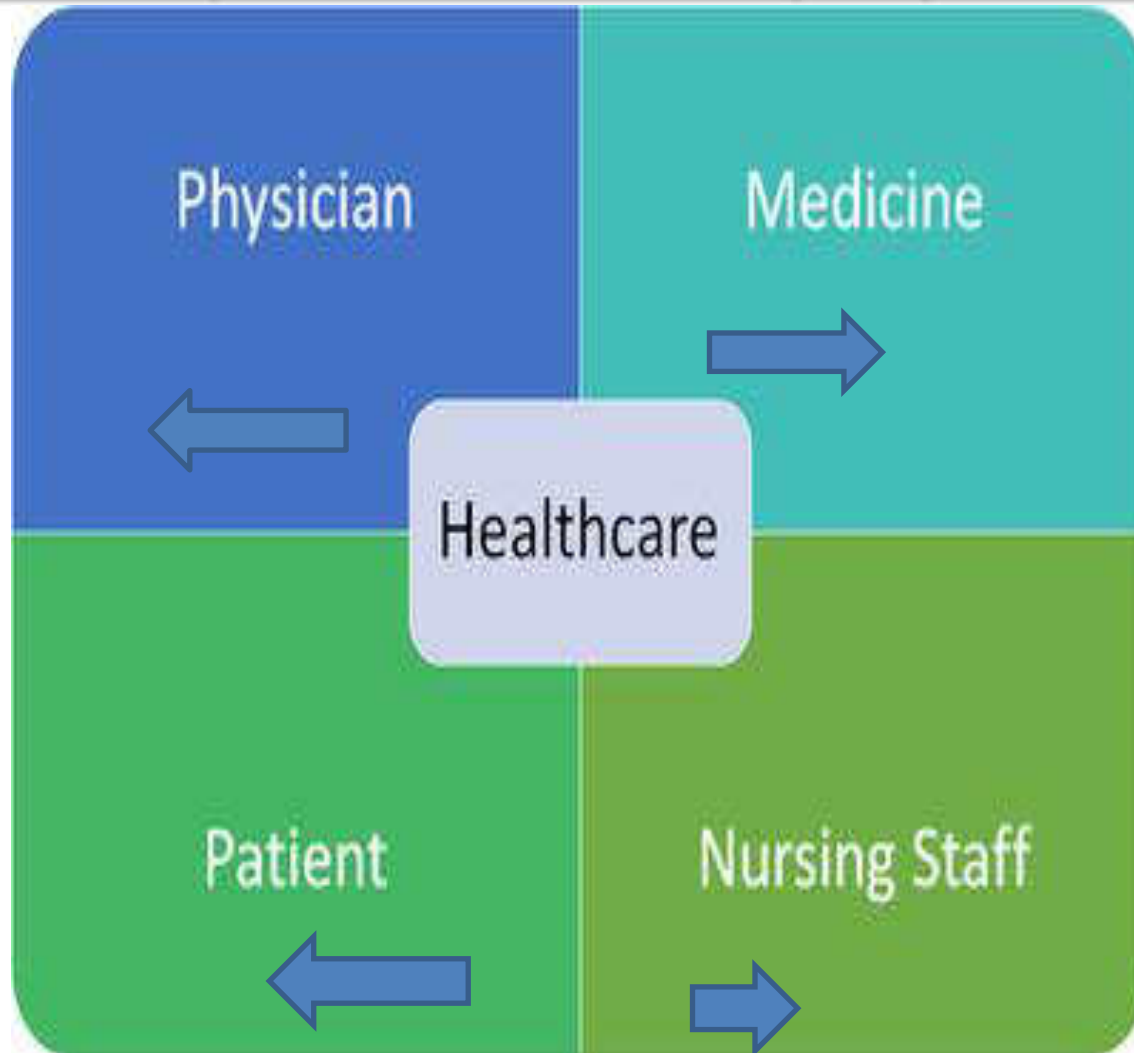 Physician
Medicine
Healthcare
Patient
Nursing Staff